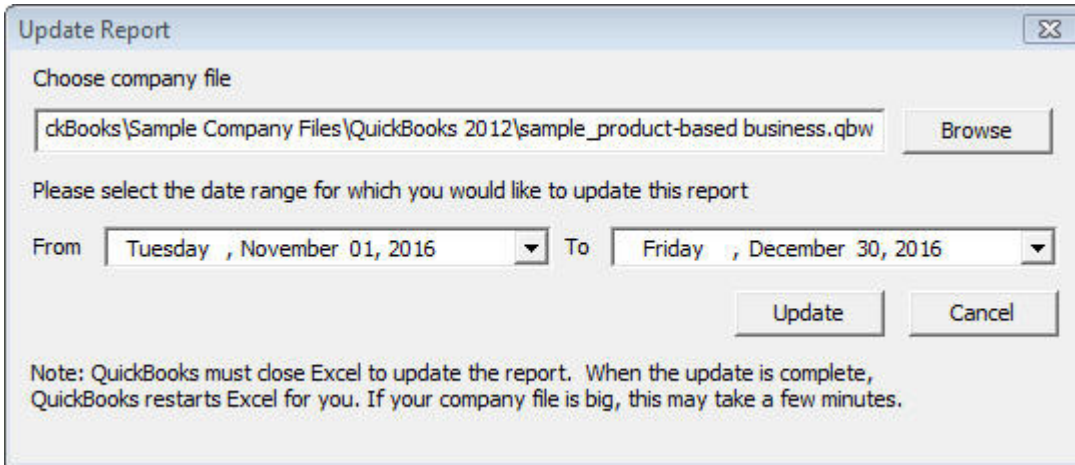 Update Report
Choose company file
ckBooks\Sample Company Files\QuickBooks 2012\sample_product-based business.qbw
Browse
Please select the date range for which you would like to update this report
From Tuesday , November 01, 2016 To Friday , December 30, 2016
Update Cancel
Note: QuickBooks must close Excel to update the report. When the update is complete,
QuickBooks restarts Excel for you. If your company file is big, this may take a few minutes.